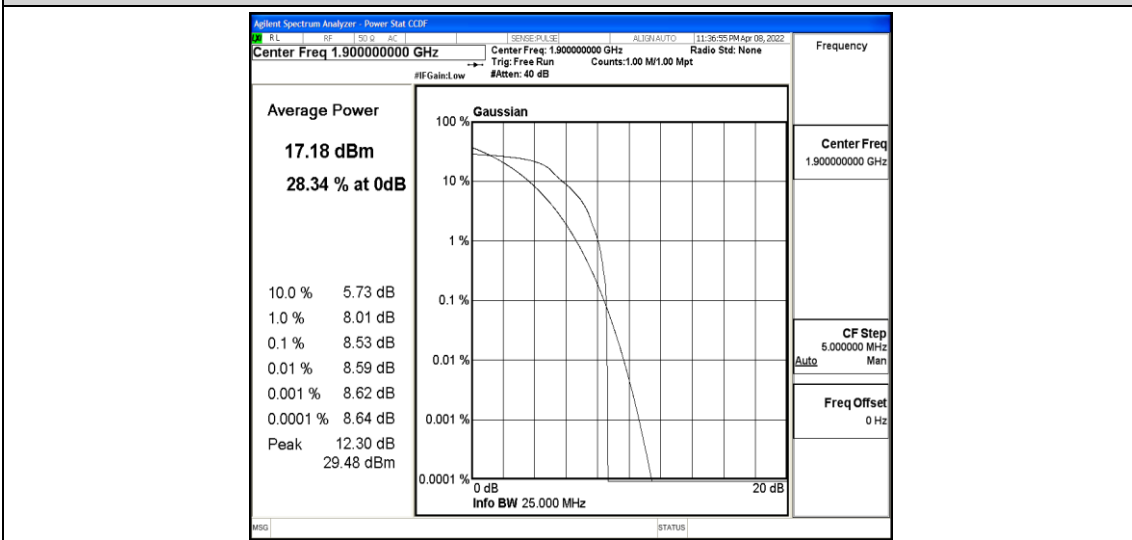 Agilent Spectrum Analyzer - Power Stat CCDF
RL RF 50 Ω AC SENSE:PULSE ALIGNAUTO 11:36:55 PM Apr 08, 2022
Center Freq 1.900000000 GHz
Center Freq: 1.900000000 GHz Radio Std: None
Trig: Free Run Counts:1.00 M/1.00 Mpt
#IFGain:Low #Atten: 40 dB
Frequency
Average Power
17.18 dBm
28.34 % at 0dB
10.0 % 5.73 dB
1.0 % 8.01 dB
0.1 % 8.53 dB
0.01 % 8.59 dB
0.001 % 8.62 dB
0.0001 % 8.64 dB
Peak 12.30 dB
29.48 dBm
Gaussian
100 %
10 %
1 %
0.1 %
0.01 %
0.001 %
0.0001 %
0 dB 20 dB
Info BW 25.000 MHz
Center Freq
1.900000000 GHz
CF Step
5.000000 MHz
Auto Man
Freq Offset
0 Hz
MSG STATUS